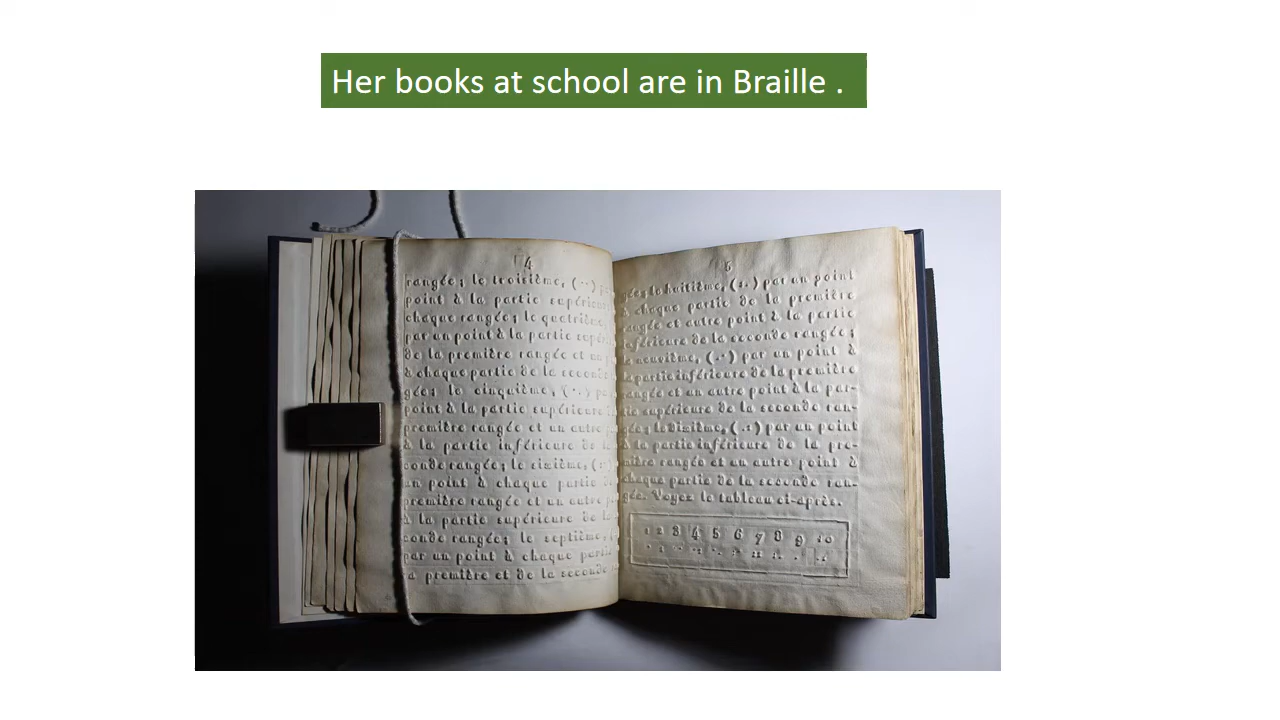 Her books at school are in Braille .
4
rangée; le troisième, (
point à la partie supérieu
chaque rangée; le quatrième
par un point à la partie supér
de la première rangée et un
à chaque partie de la seconde
gée; le cinquième,
point à la partie supérieure
première rangée et un autre
à la partie inférieure de la
conde rangée; le sixième,
un point à chaque partie de
première rangée et un autre
à la partie supérieure de la
conde rangée; le septième,
par un point à chaque partie
la première et de la seconde
gée; le huitième, (:.) par un point
à chaque partie de la première
rangée et autre point à la partie
inférieure de la seconde rangée;
le neuvième, (..) par un point à
la partie inférieure de la première
rangée et un autre point à la par-
tie supérieure de la seconde ran-
gée; le dixième, (.:) par un point
à la partie inférieure de la pre-
mière rangée et un autre point à
chaque partie de la seconde ran-
gée. Voyez le tableau ci-après.
1 2 3 4 5 6 7 8 9 10